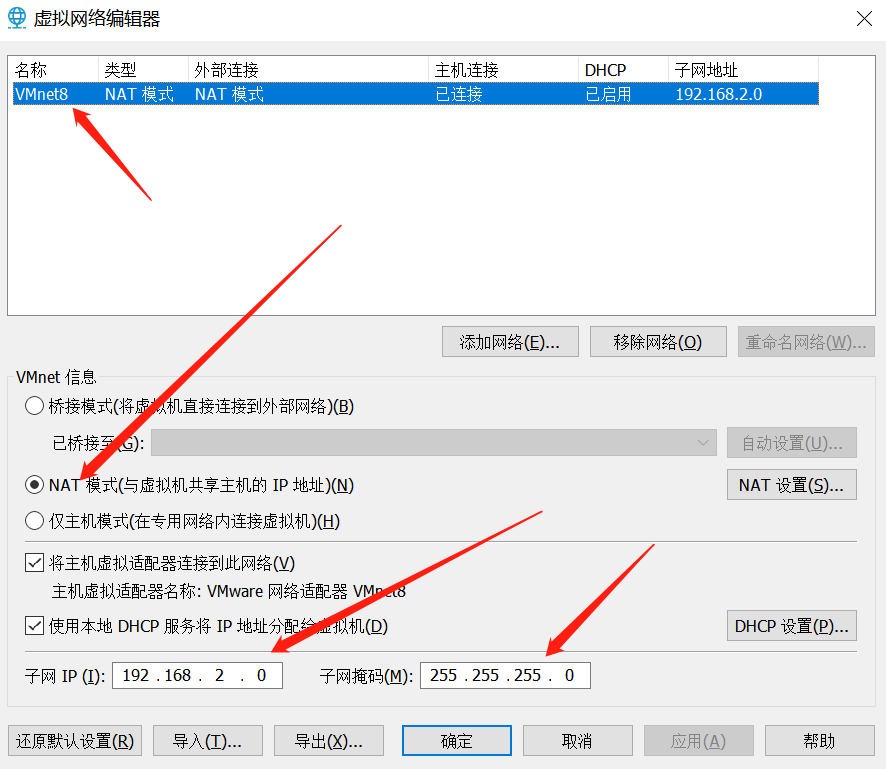 虚拟网络编辑器
名称 类型 外部连接 主机连接 DHCP 子网地址
VMnet8 NAT 模式 NAT 模式 已连接 已启用 192.168.2.0
添加网络(E)... 移除网络(O) 重命名网络(W)...
VMnet 信息
桥接模式(将虚拟机直接连接到外部网络)(B)
已桥接至(G): 自动设置(U)...
NAT 模式(与虚拟机共享主机的 IP 地址)(N) NAT 设置(S)...
仅主机模式(在专用网络内连接虚拟机)(H)
将主机虚拟适配器连接到此网络(V)
主机虚拟适配器名称: VMware 网络适配器 VMnet8
使用本地 DHCP 服务将 IP 地址分配给虚拟机(D) DHCP 设置(P)...
子网 IP (I): 192 . 168 . 2 . 0 子网掩码(M): 255 . 255 . 255 . 0
还原默认设置(R) 导入(T)... 导出(X)... 确定 取消 应用(A) 帮助